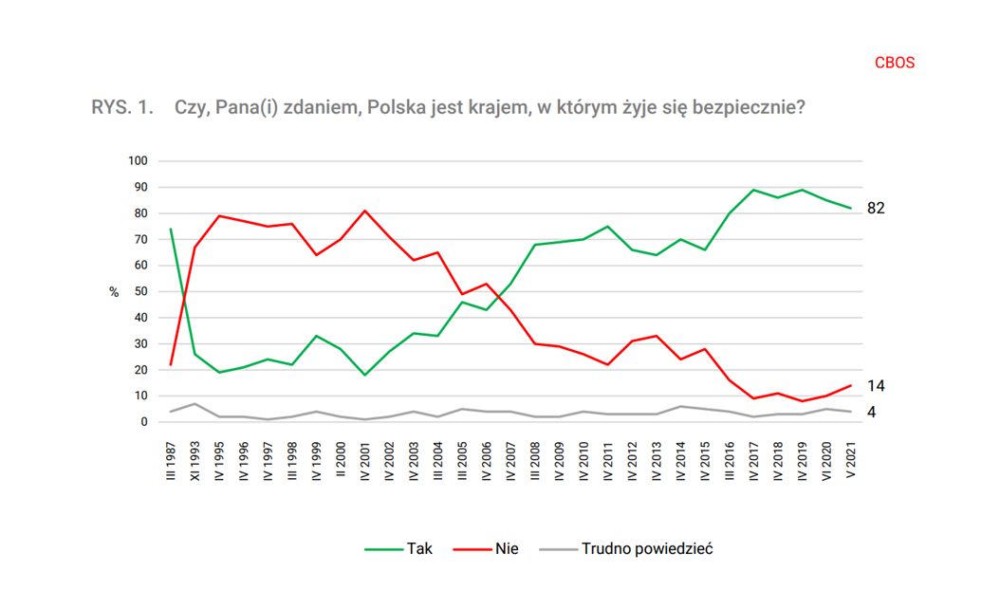 CBOS
RYS. 1. Czy, Pana(i) zdaniem, Polska jest krajem, w którym żyje się bezpiecznie?
100
90
80
70
60
50
40
30
20
10
0
%
82
14
4
III 1987
XI 1993
IV 1995
IV 1996
IV 1997
III 1998
IV 1999
II 2000
IV 2001
IV 2002
IV 2003
III 2004
III 2005
IV 2006
IV 2007
III 2008
IV 2009
IV 2010
IV 2011
IV 2012
IV 2013
IV 2014
IV 2015
III 2016
IV 2017
IV 2018
IV 2019
VI 2020
V 2021
Tak Nie Trudno powiedzieć